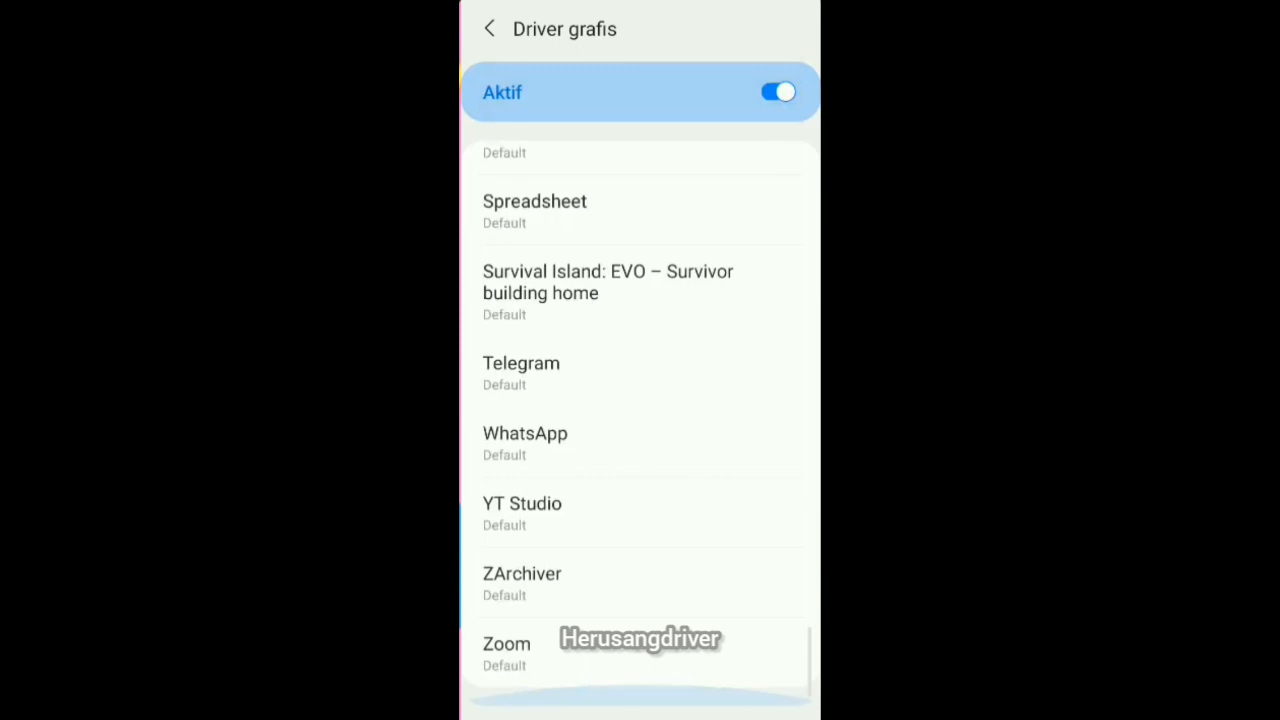 Driver grafis
Aktif
Default
Spreadsheet
Default
Survival Island: EVO – Survivor
building home
Default
Telegram
Default
WhatsApp
Default
YT Studio
Default
ZArchiver
Default
Zoom
Herusangdriver
Default